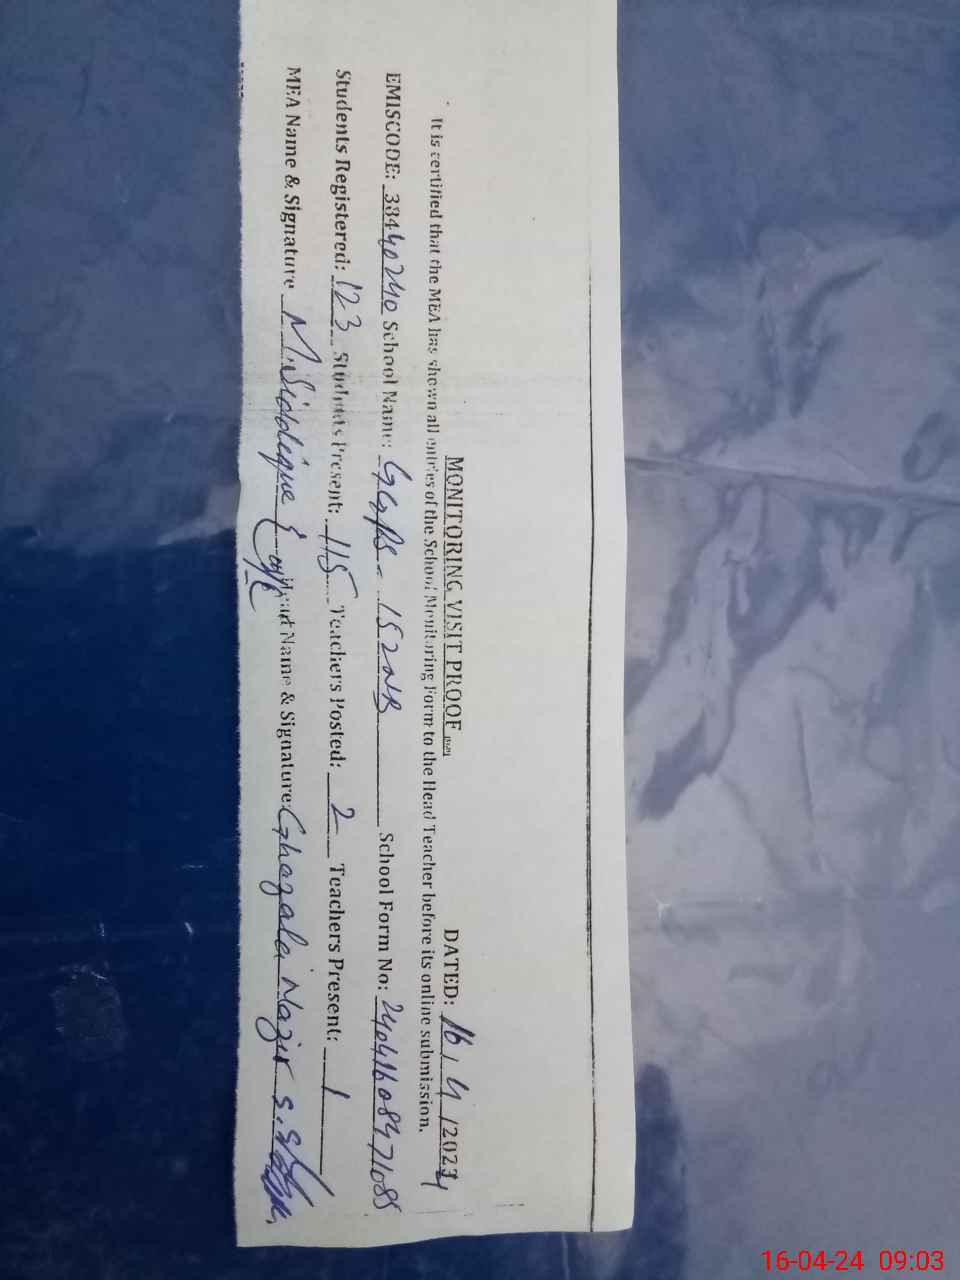 MONITORING VISIT PROOF DATED: 16/4/2024
It is certified that the MEA has shown all entries of the School Monitoring Form to the Head Teacher before its online submission.
EMISCODE: 33440240 School Name: GGPS - 152NB School Form No: 24041608471085
Students Registered: 123 Students Present: 115 Teachers Posted: 2 Teachers Present: 1
MEA Name & Signature M. Siddique Head Name & Signature: Ghazala Nazir
16-04-24 09:03